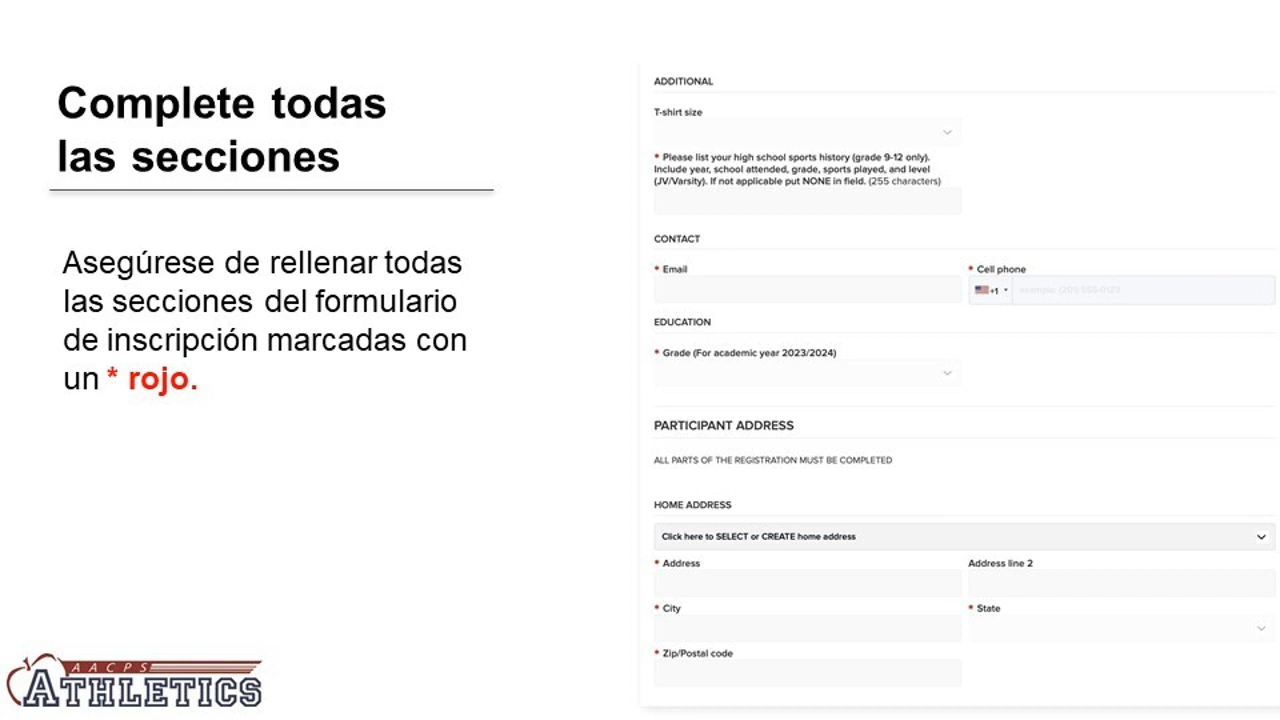 Complete todas
las secciones
Asegúrese de rellenar todas
las secciones del formulario
de inscripción marcadas con
un * rojo.
AACPS
ATHLETICS
ADDITIONAL
T-shirt size
* Please list your high school sports history (grade 9-12 only).
Include year, school attended, grade, sports played, and level
(JV/Varsity). If not applicable put NONE in field. (255 characters)
CONTACT
* Email
* Cell phone
+1
example: (201) 555-0123
EDUCATION
* Grade (For academic year 2023/2024)
PARTICIPANT ADDRESS
ALL PARTS OF THE REGISTRATION MUST BE COMPLETED
HOME ADDRESS
Click here to SELECT or CREATE home address
* Address
Address line 2
* City
* State
* Zip/Postal code